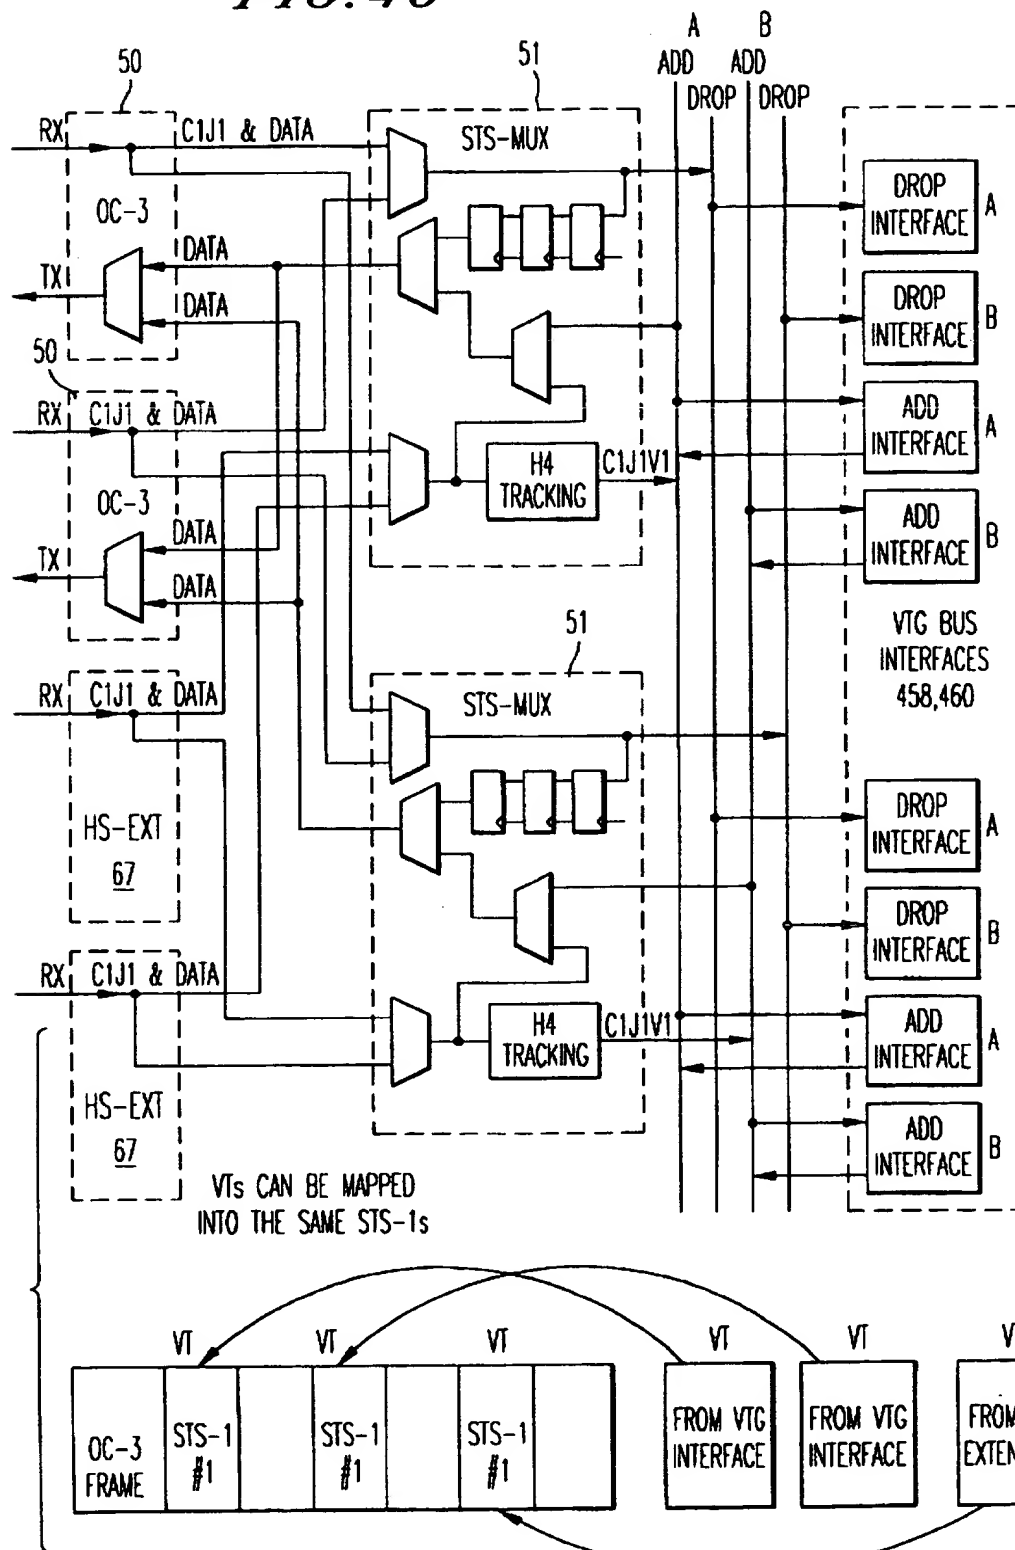 50
51
A B
ADD ADD
DROP DROP
RX C1J1 & DATA
STS-MUX
OC-3
DATA
TX
DATA
DROP
INTERFACE A
DROP
INTERFACE B
50
RX C1J1 & DATA
ADD
INTERFACE A
H4
TRACKING
C1J1V1
OC-3
DATA
TX
DATA
ADD
INTERFACE B
51
VTG BUS
INTERFACES
458,460
RX C1J1 & DATA
STS-MUX
HS-EXT
67
DROP
INTERFACE A
DROP
INTERFACE B
RX C1J1 & DATA
H4
TRACKING
C1J1V1
ADD
INTERFACE A
HS-EXT
67
ADD
INTERFACE B
VTs CAN BE MAPPED
INTO THE SAME STS-1s
VT VT VT VT VT
OC-3
FRAME
STS-1
#1
STS-1
#1
STS-1
#1
FROM VTG
INTERFACE
FROM VTG
INTERFACE
FROM